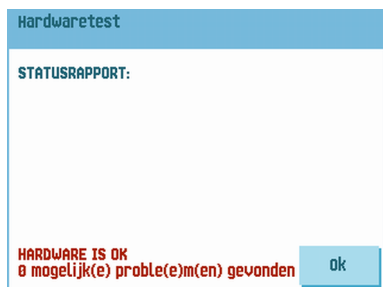 Hardwaretest
STATUSRAPPORT:
HARDWARE IS OK
0 mogelijk(e) proble(e)m(en) gevonden
ok